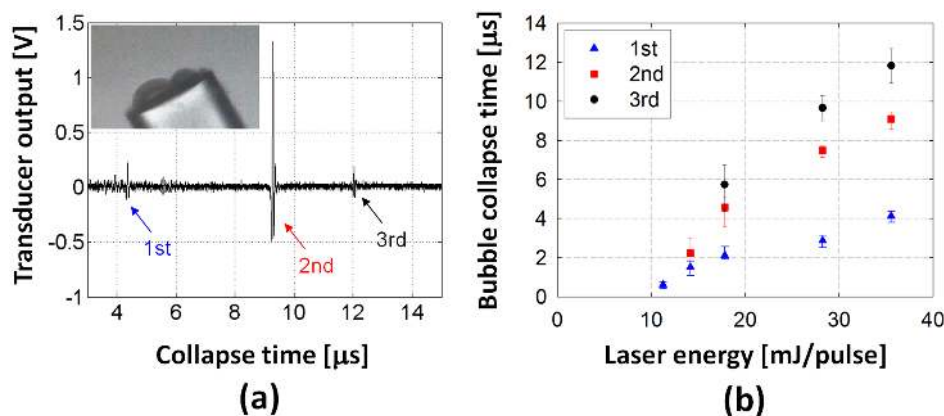 Transducer output [V]
1.5
1
0.5
0
-0.5
-1
1st
2nd
3rd
4 6 8 10 12 14
Collapse time [μs]
(a)
Bubble collapse time [μs]
14
12
10
8
6
4
2
0
1st
2nd
3rd
0 10 20 30 40
Laser energy [mJ/pulse]
(b)